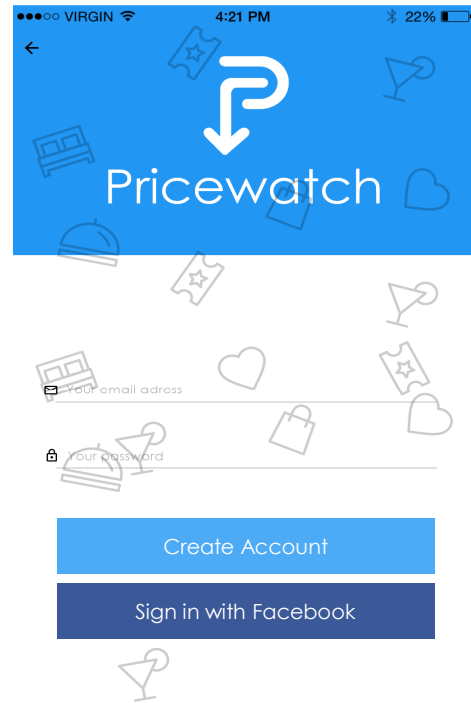 VIRGIN 4:21 PM 22%
Pricewatch
Your email adress
Your password
Create Account
Sign in with Facebook